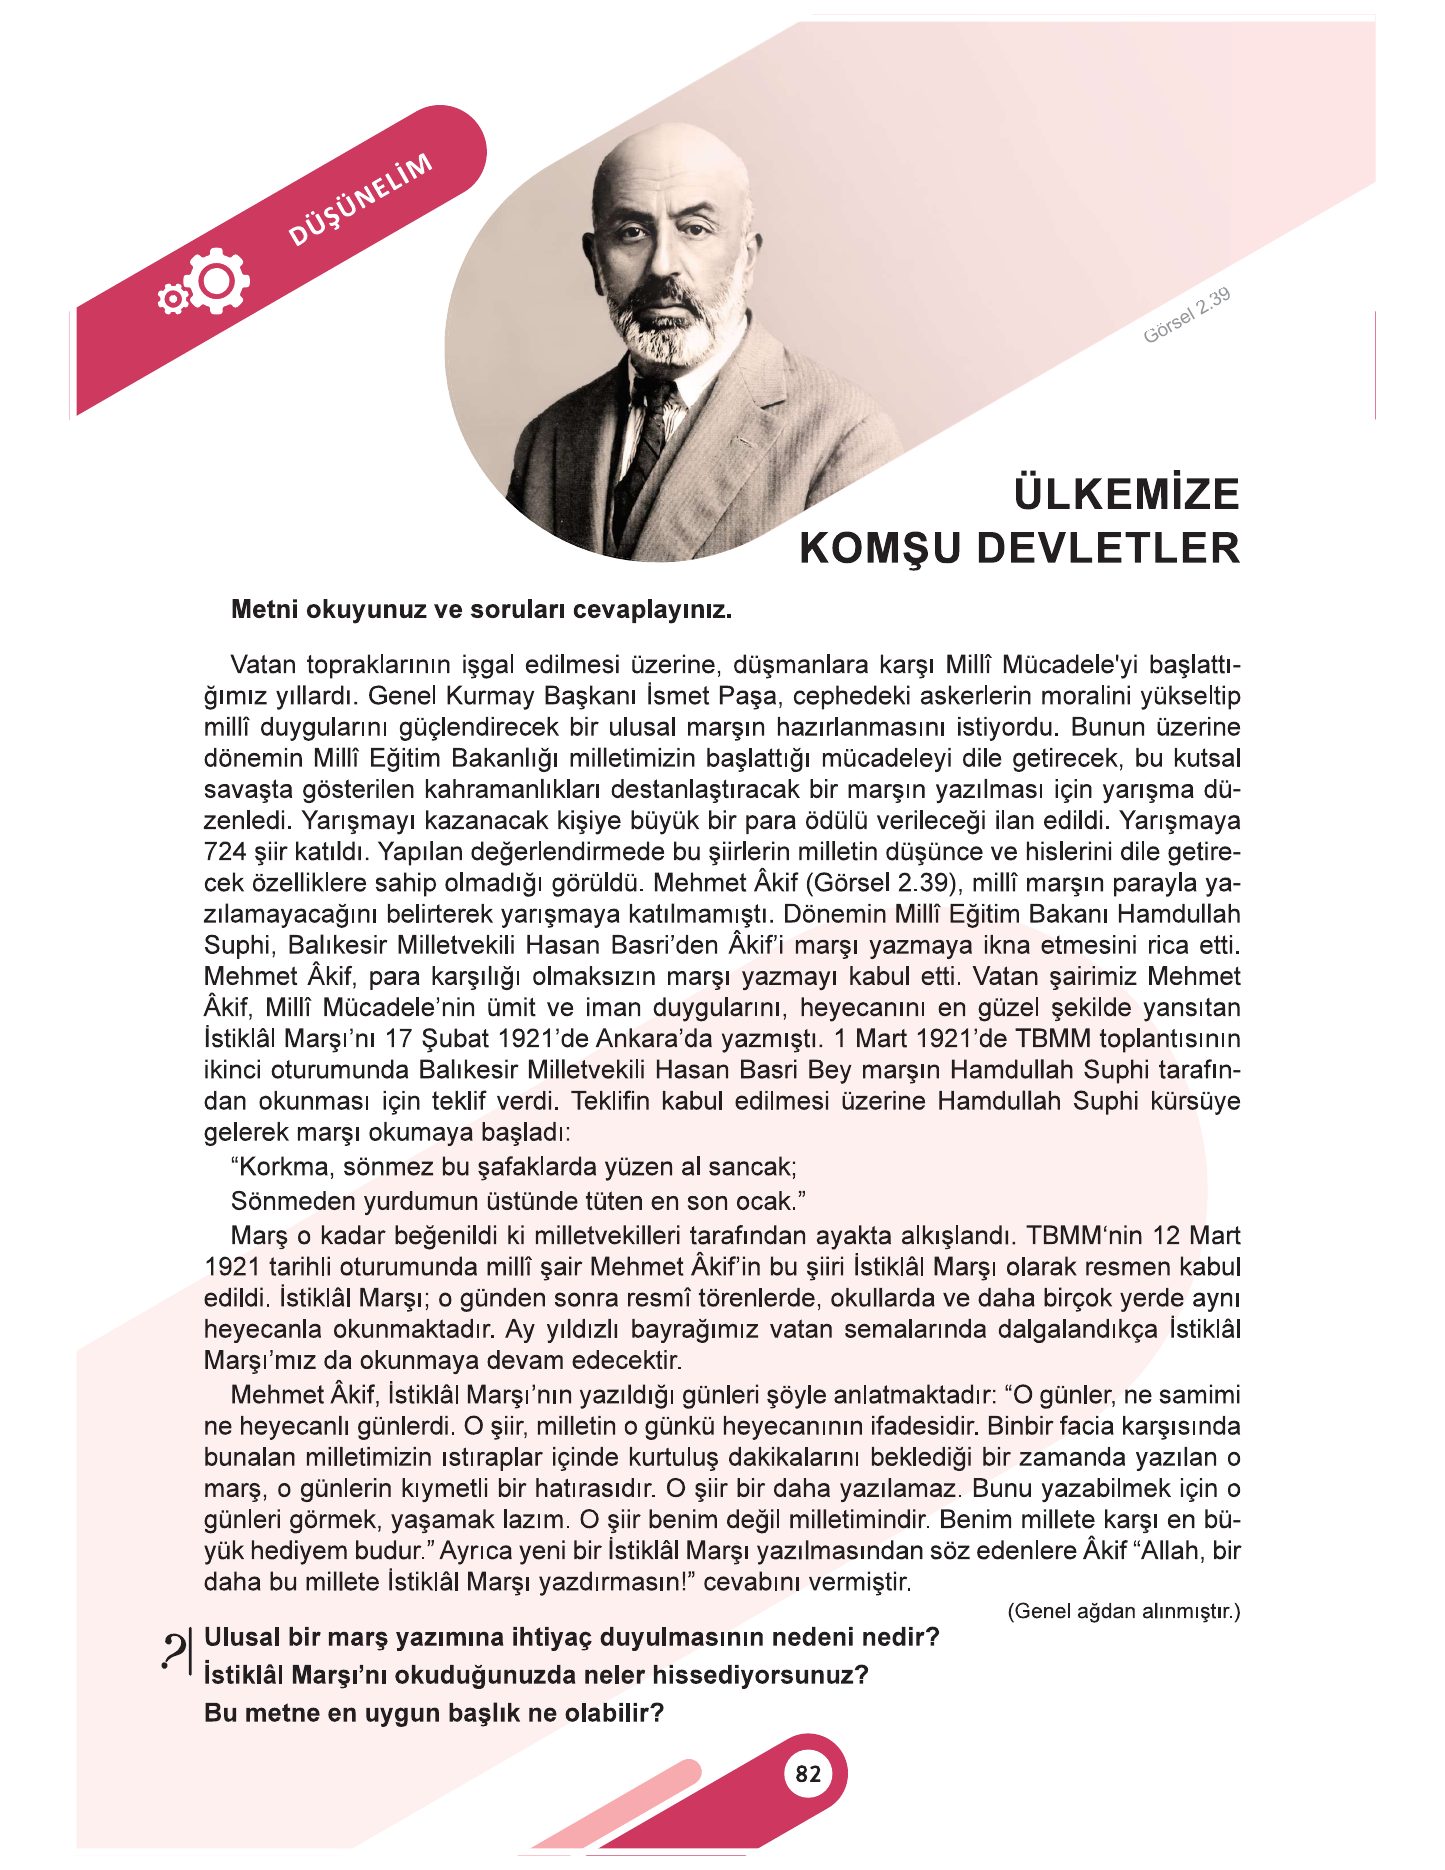 DÜŞÜNELİM
Görsel 2.39
ÜLKEMİZE
KOMŞU DEVLETLER
Metni okuyunuz ve soruları cevaplayınız.
Vatan topraklarının işgal edilmesi üzerine, düşmanlara karşı Millî Mücadele'yi başlattı-
ğımız yıllardı. Genel Kurmay Başkanı İsmet Paşa, cephedeki askerlerin moralini yükseltip
millî duygularını güçlendirecek bir ulusal marşın hazırlanmasını istiyordu. Bunun üzerine
dönemin Millî Eğitim Bakanlığı milletimizin başlattığı mücadeleyi dile getirecek, bu kutsal
savaşta gösterilen kahramanlıkları destanlaştıracak bir marşın yazılması için yarışma dü-
zenledi. Yarışmayı kazanacak kişiye büyük bir para ödülü verileceği ilan edildi. Yarışmaya
724 şiir katıldı. Yapılan değerlendirmede bu şiirlerin milletin düşünce ve hislerini dile getire-
cek özelliklere sahip olmadığı görüldü. Mehmet Âkif (Görsel 2.39), millî marşın parayla ya-
zılamayacağını belirterek yarışmaya katılmamıştı. Dönemin Millî Eğitim Bakanı Hamdullah
Suphi, Balıkesir Milletvekili Hasan Basri’den Âkif’i marşı yazmaya ikna etmesini rica etti.
Mehmet Âkif, para karşılığı olmaksızın marşı yazmayı kabul etti. Vatan şairimiz Mehmet
Âkif, Millî Mücadele’nin ümit ve iman duygularını, heyecanını en güzel şekilde yansıtan
İstiklâl Marşı’nı 17 Şubat 1921’de Ankara’da yazmıştı. 1 Mart 1921’de TBMM toplantısının
ikinci oturumunda Balıkesir Milletvekili Hasan Basri Bey marşın Hamdullah Suphi tarafın-
dan okunması için teklif verdi. Teklifin kabul edilmesi üzerine Hamdullah Suphi kürsüye
gelerek marşı okumaya başladı:
“Korkma, sönmez bu şafaklarda yüzen al sancak;
Sönmeden yurdumun üstünde tüten en son ocak.”
Marş o kadar beğenildi ki milletvekilleri tarafından ayakta alkışlandı. TBMM‘nin 12 Mart
1921 tarihli oturumunda millî şair Mehmet Âkif’in bu şiiri İstiklâl Marşı olarak resmen kabul
edildi. İstiklâl Marşı; o günden sonra resmî törenlerde, okullarda ve daha birçok yerde aynı
heyecanla okunmaktadır. Ay yıldızlı bayrağımız vatan semalarında dalgalandıkça İstiklâl
Marşı’mız da okunmaya devam edecektir.
Mehmet Âkif, İstiklâl Marşı’nın yazıldığı günleri şöyle anlatmaktadır: “O günler, ne samimi
ne heyecanlı günlerdi. O şiir, milletin o günkü heyecanının ifadesidir. Binbir facia karşısında
bunalan milletimizin ıstıraplar içinde kurtuluş dakikalarını beklediği bir zamanda yazılan o
marş, o günlerin kıymetli bir hatırasıdır. O şiir bir daha yazılamaz. Bunu yazabilmek için o
günleri görmek, yaşamak lazım. O şiir benim değil milletimindir. Benim millete karşı en bü-
yük hediyem budur.” Ayrıca yeni bir İstiklâl Marşı yazılmasından söz edenlere Âkif “Allah, bir
daha bu millete İstiklâl Marşı yazdırmasın!” cevabını vermiştir.
(Genel ağdan alınmıştır.)
? Ulusal bir marş yazımına ihtiyaç duyulmasının nedeni nedir?
İstiklâl Marşı’nı okuduğunuzda neler hissediyorsunuz?
Bu metne en uygun başlık ne olabilir?
82